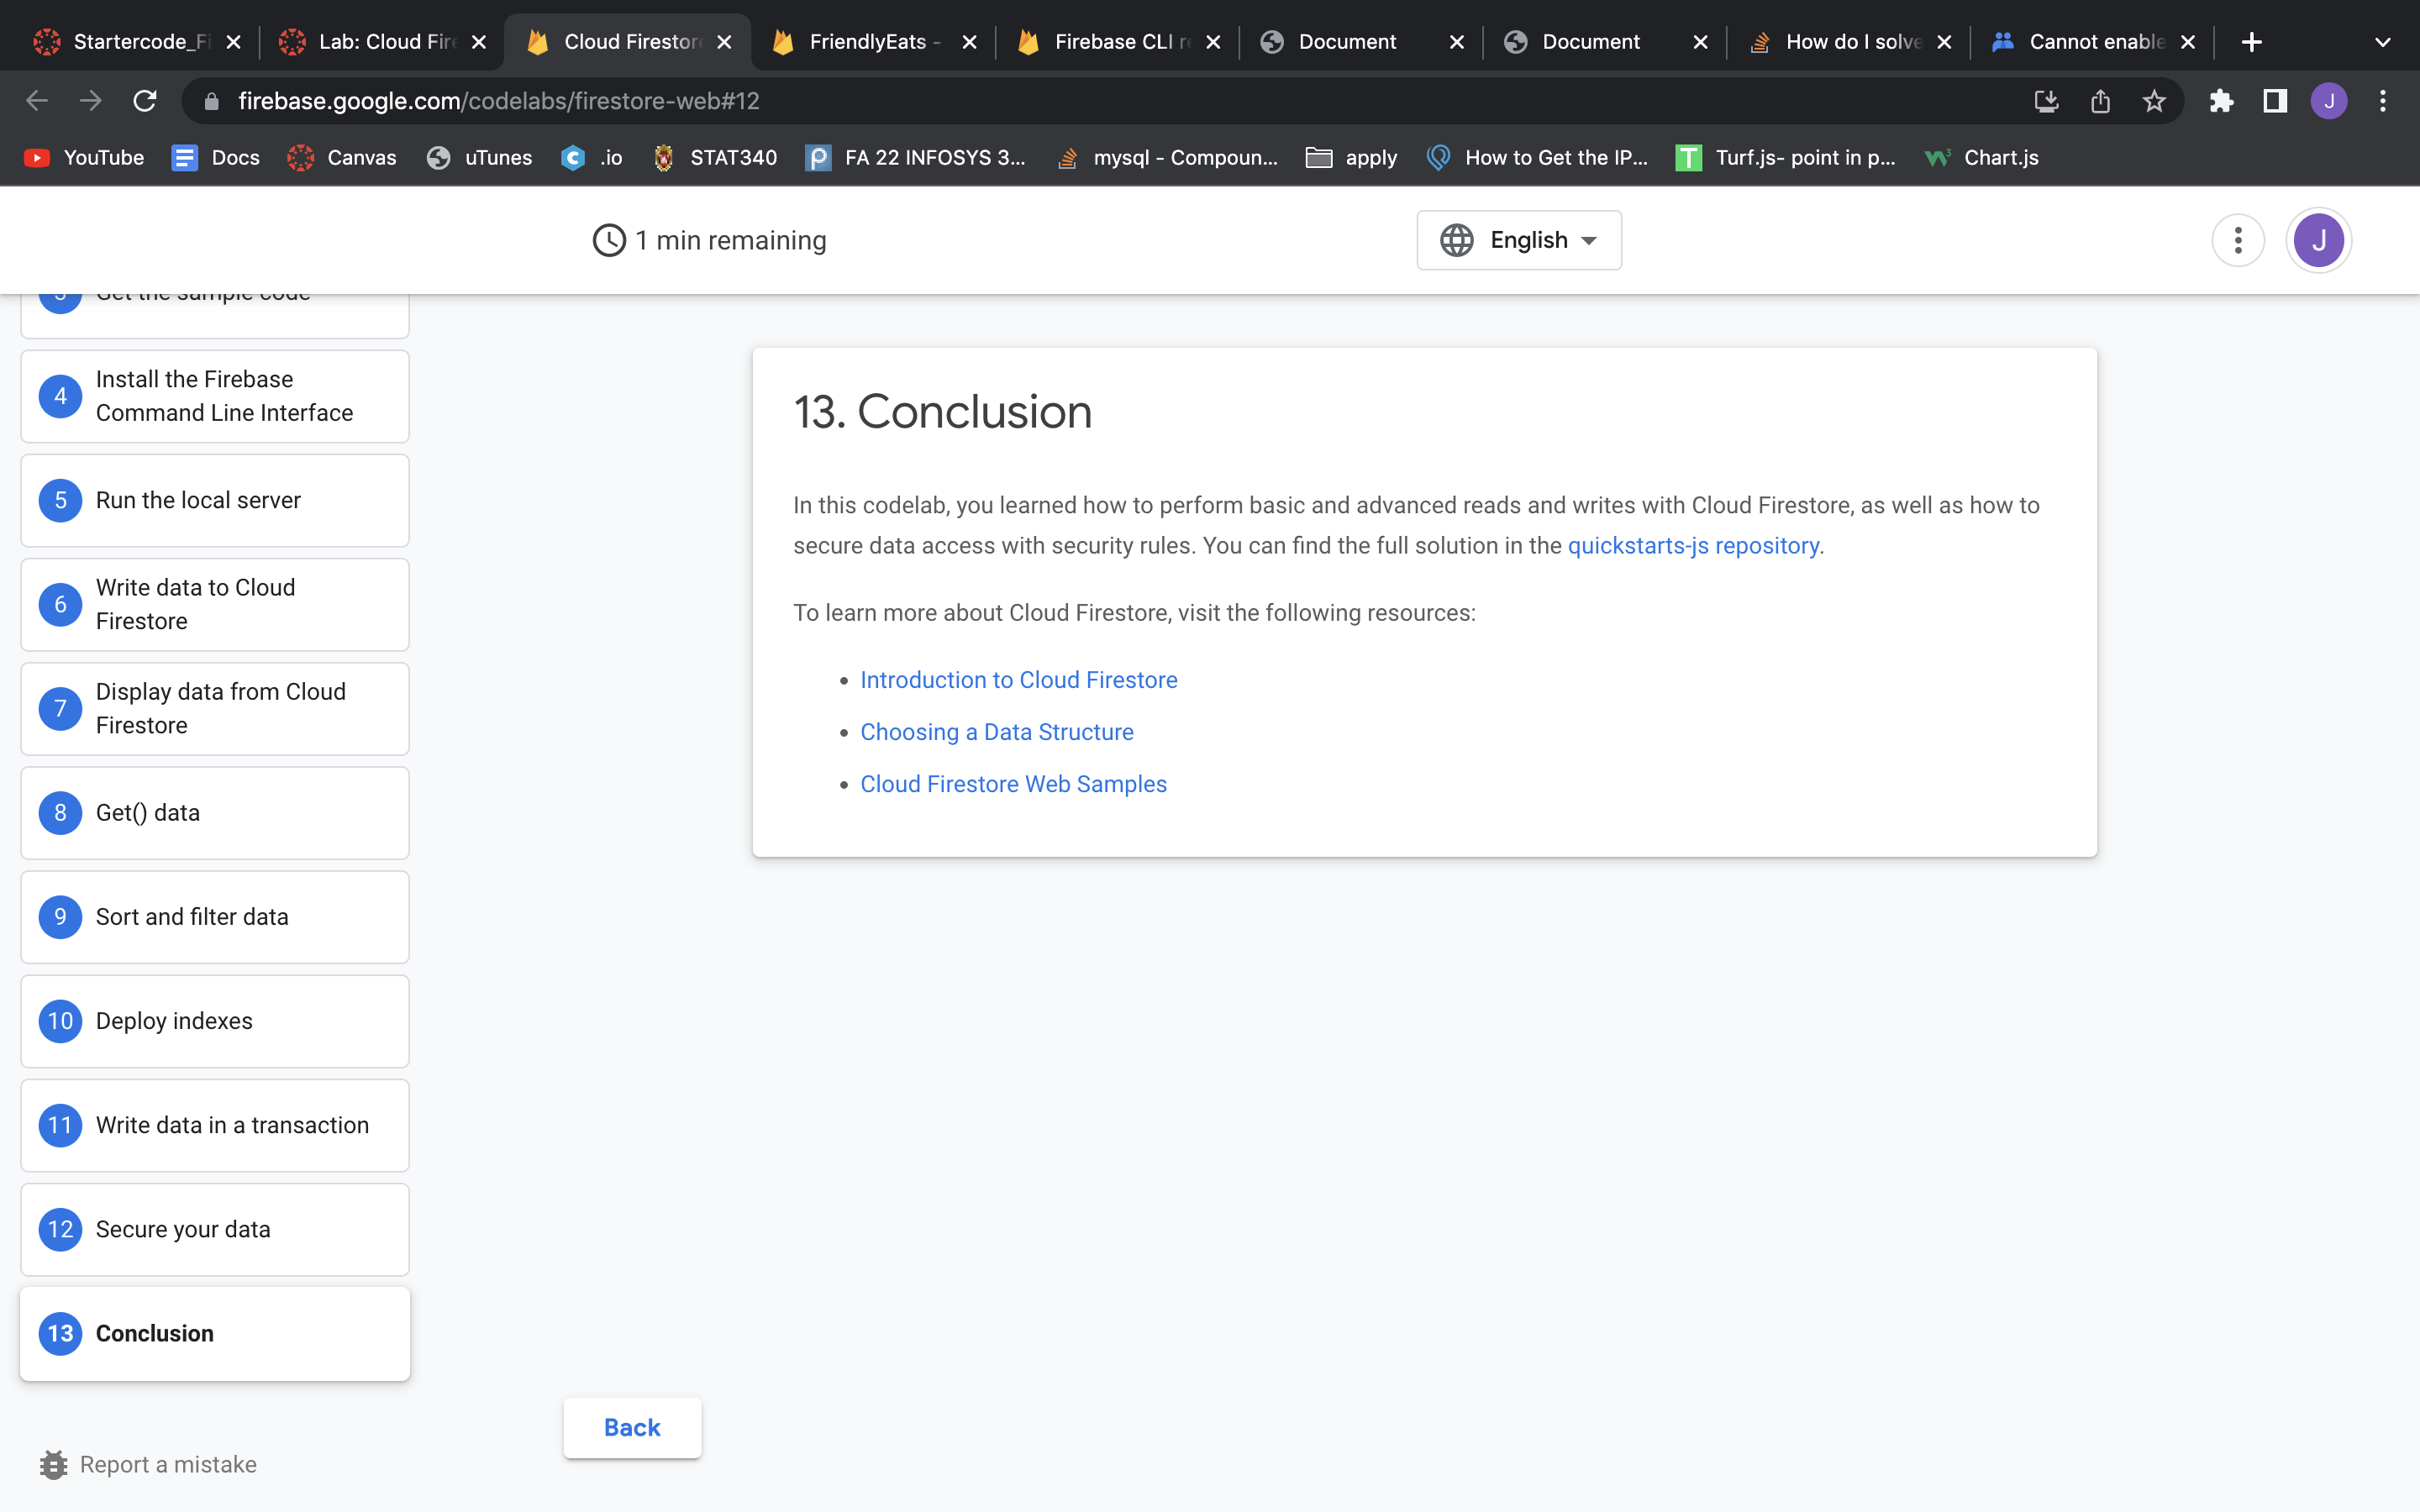 Startercode_Fi
Lab: Cloud Fire
Cloud Firestore
FriendlyEats -
Firebase CLI re
Document
Document
How do I solve
Cannot enable
firebase.google.com/codelabs/firestore-web#12
J
YouTube
Docs
Canvas
uTunes
.io
STAT340
FA 22 INFOSYS 3...
mysql - Compoun...
apply
How to Get the IP...
Turf.js- point in p...
Chart.js
1 min remaining
English
J
3 Get the sample code
4 Install the Firebase
Command Line Interface
5 Run the local server
6 Write data to Cloud
Firestore
7 Display data from Cloud
Firestore
8 Get() data
9 Sort and filter data
10 Deploy indexes
11 Write data in a transaction
12 Secure your data
13 Conclusion
Report a mistake
13. Conclusion
In this codelab, you learned how to perform basic and advanced reads and writes with Cloud Firestore, as well as how to
secure data access with security rules. You can find the full solution in the quickstarts-js repository.
To learn more about Cloud Firestore, visit the following resources:
• Introduction to Cloud Firestore
• Choosing a Data Structure
• Cloud Firestore Web Samples
Back